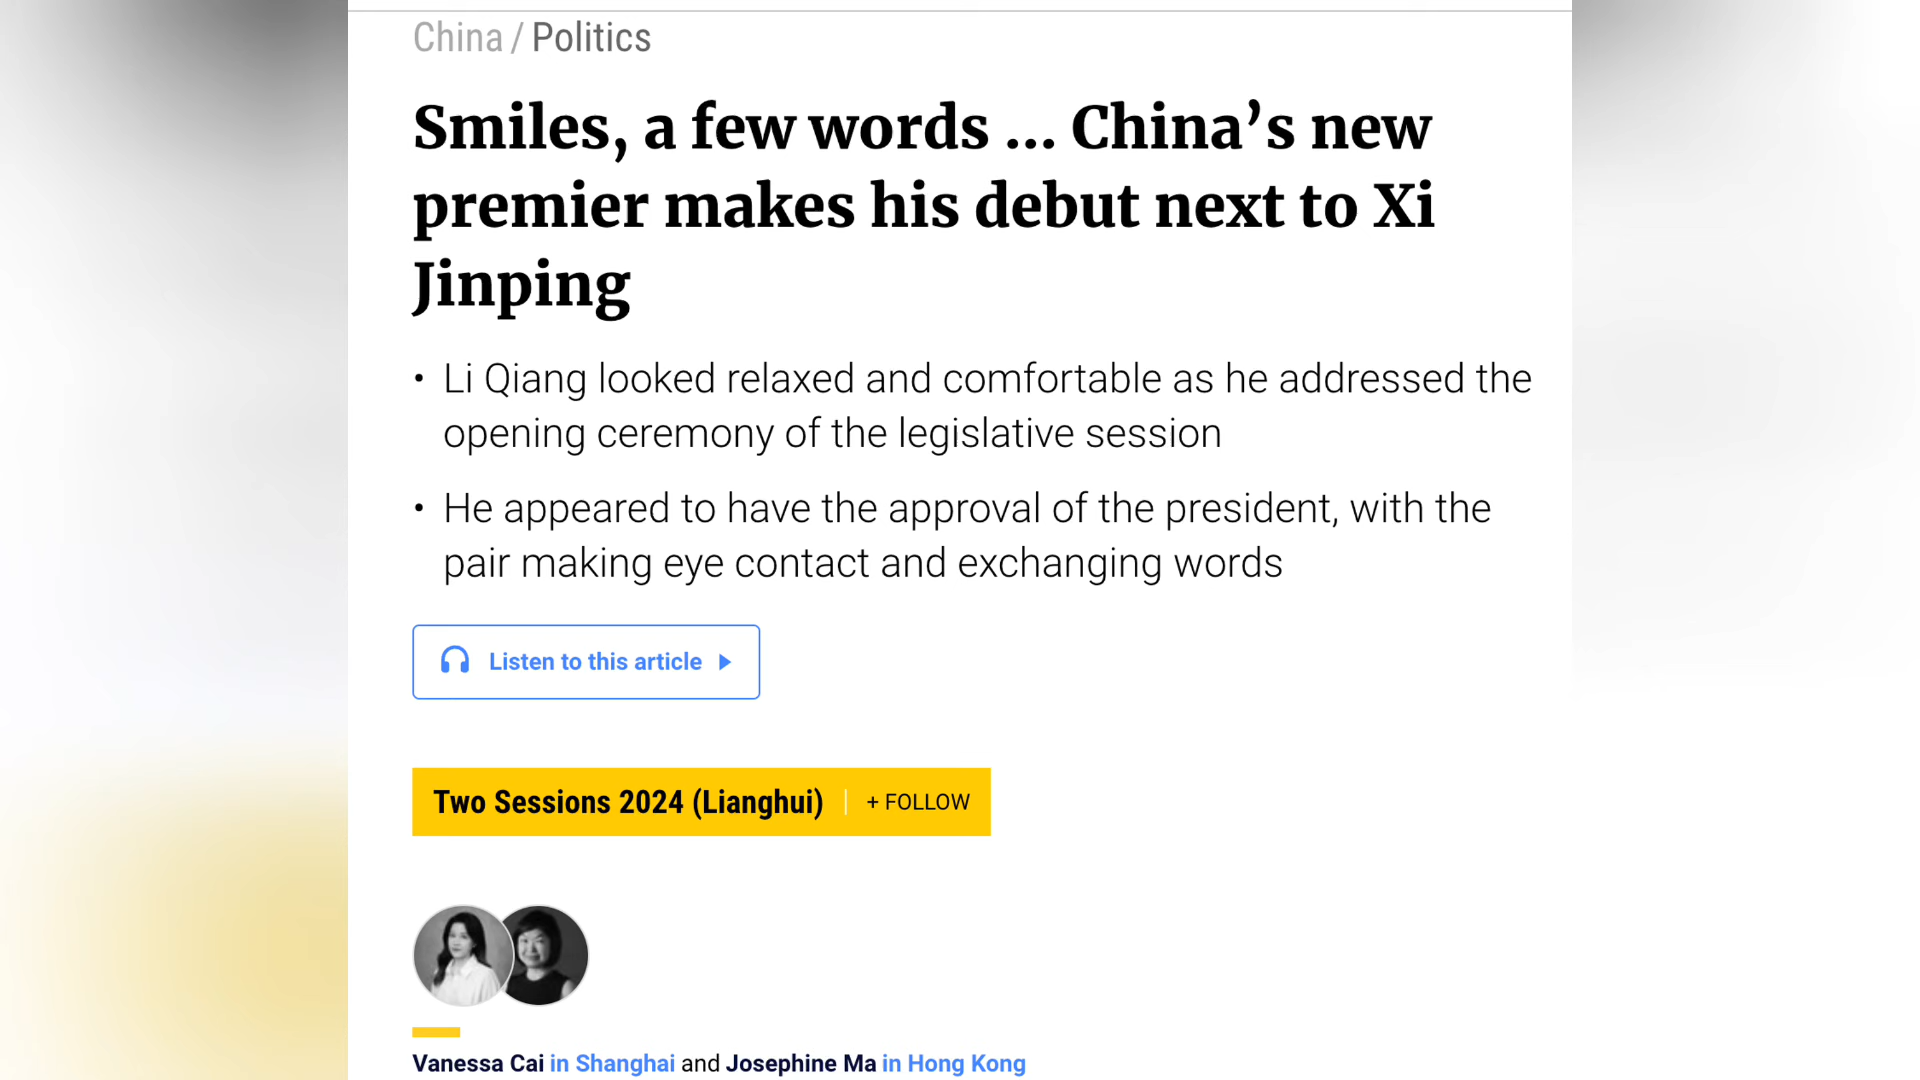 China / Politics
Smiles, a few words ... China’s new
premier makes his debut next to Xi
Jinping
• Li Qiang looked relaxed and comfortable as he addressed the
opening ceremony of the legislative session
• He appeared to have the approval of the president, with the
pair making eye contact and exchanging words
Listen to this article
Two Sessions 2024 (Lianghui) | + FOLLOW
Vanessa Cai in Shanghai and Josephine Ma in Hong Kong